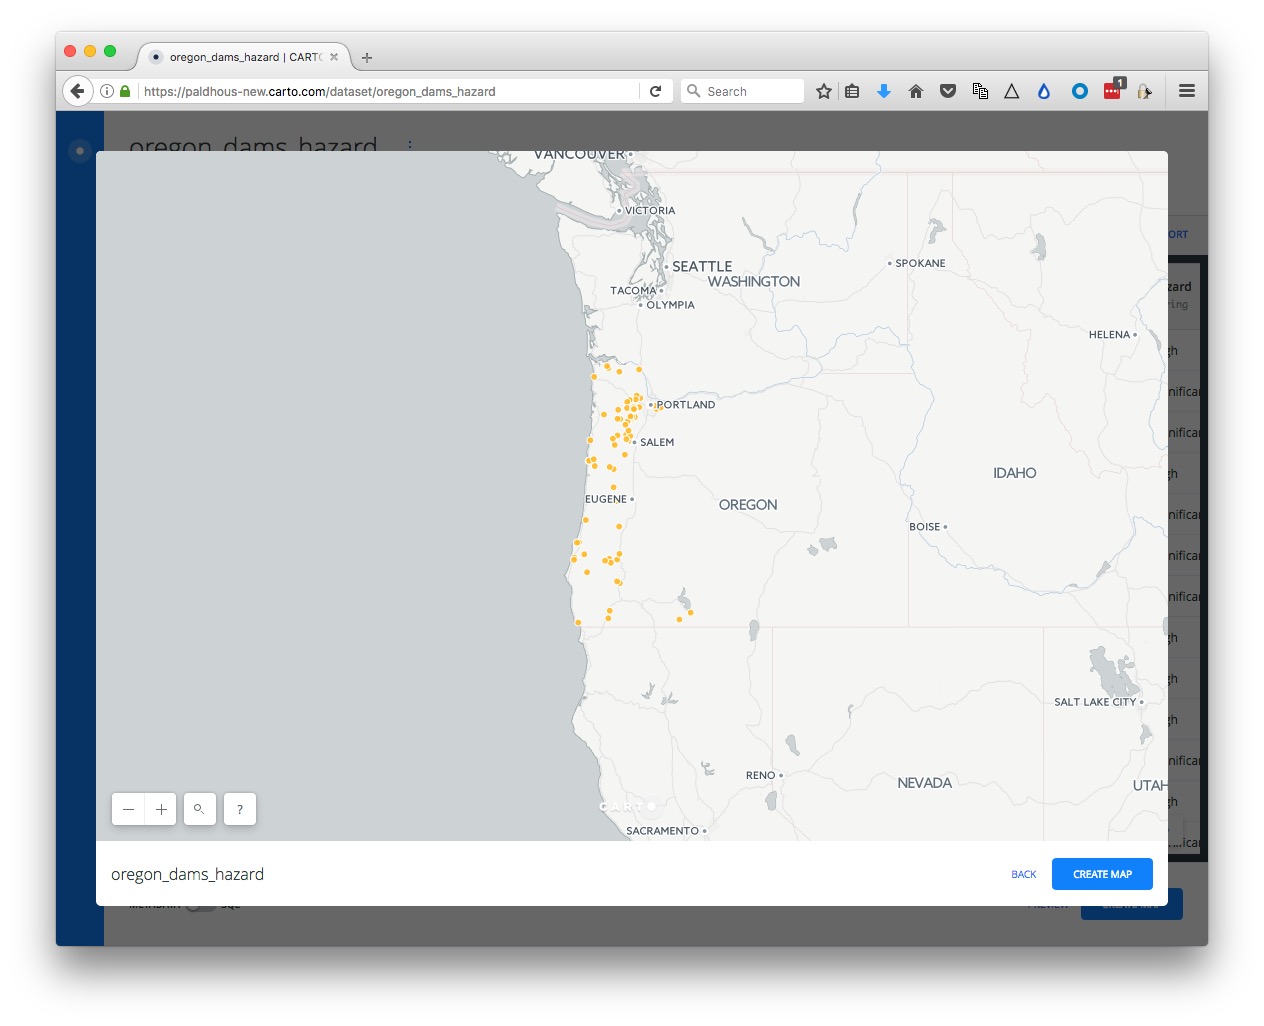 oregon_dams_hazard | CARTO
https://paldhous-new.carto.com/dataset/oregon_dams_hazard
Search
1
oregon_dams_hazard
VANCOUVER
VICTORIA
SEATTLE
WASHINGTON
SPOKANE
TACOMA
OLYMPIA
HELENA
PORTLAND
SALEM
IDAHO
EUGENE
OREGON
BOISE
SALT LAKE CITY
RENO
NEVADA
UTAH
CARTO
SACRAMENTO
?
oregon_dams_hazard
BACK
CREATE MAP